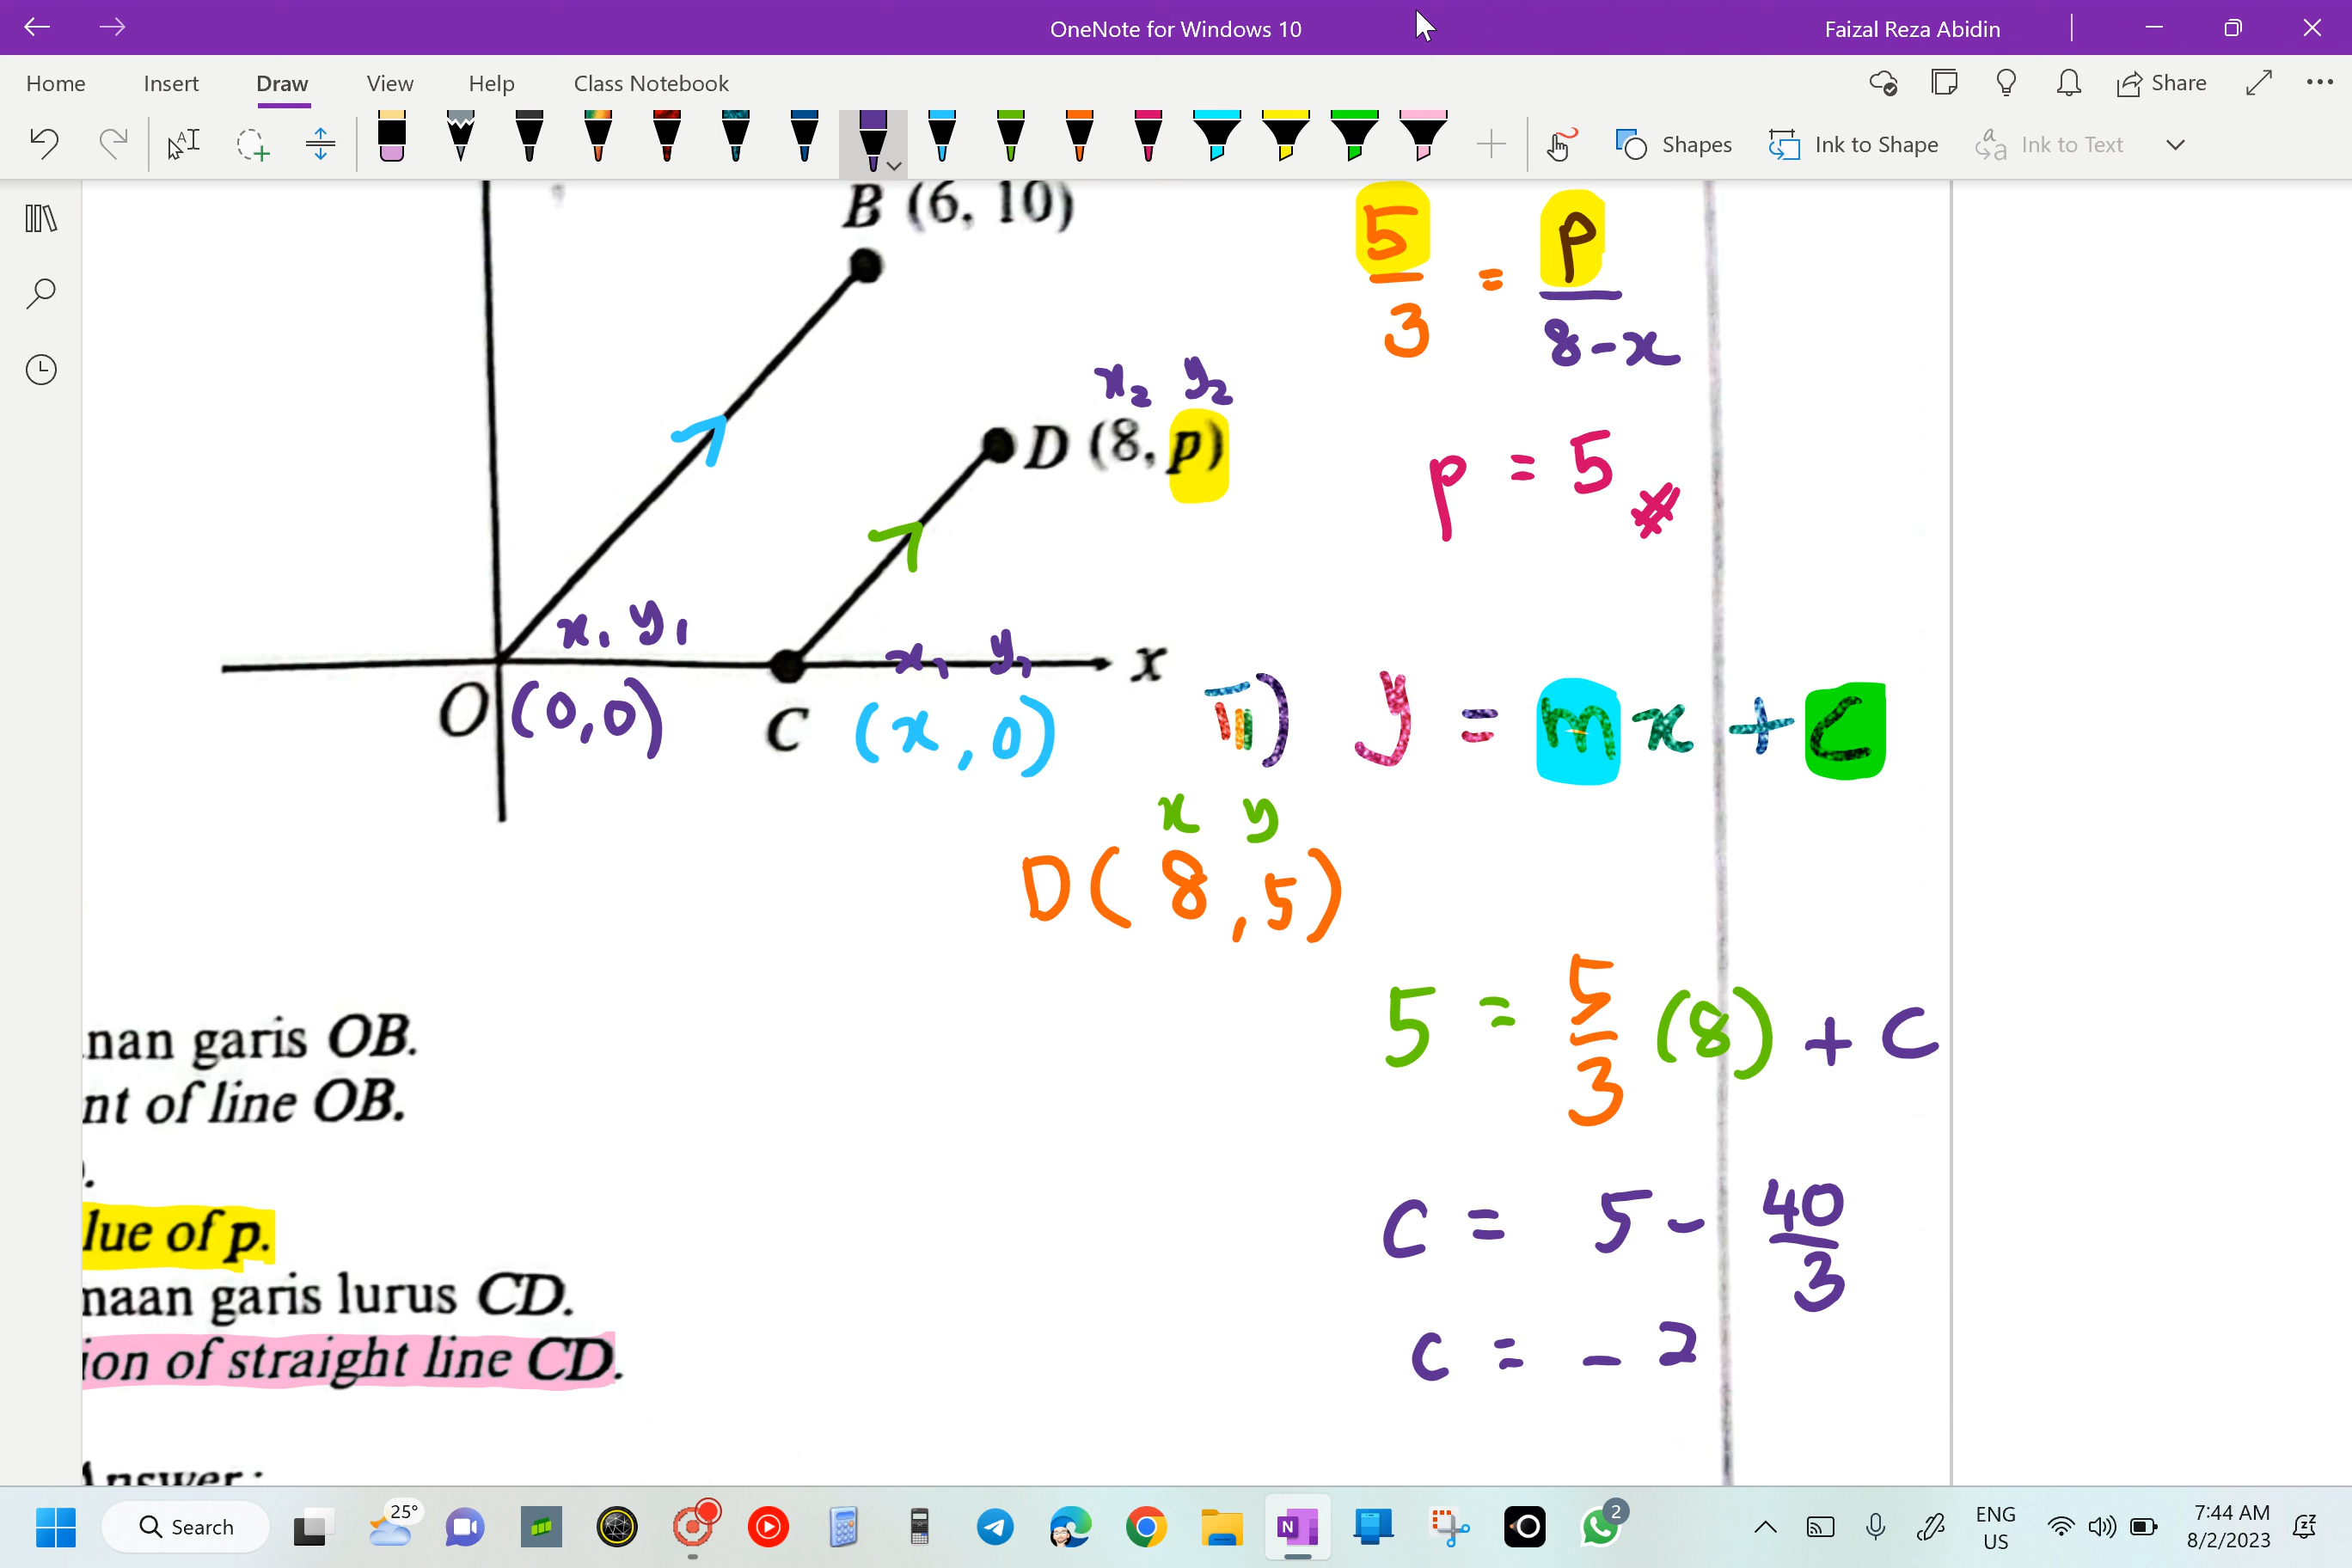 OneNote for Windows 10
Faizal Reza Abidin
Home Insert Draw View Help Class Notebook
Share
Shapes Ink to Shape Ink to Text
B (6, 10)
5/3 = p/8-x
x₂ y₂
D (8, p)
p = 5 #
x₁ y₁
x₁ y₁
x
O (0,0)
C (x, 0)
ii) y = mx + c
x y
D( 8, 5)
5 = 5/3 (8) + c
nan garis OB.
nt of line OB.
c = 5 - 40/3
lue of p.
naan garis lurus CD.
c = - 2
ion of straight line CD.
Answer:
25°
Search
2
ENG
US
7:44 AM
8/2/2023